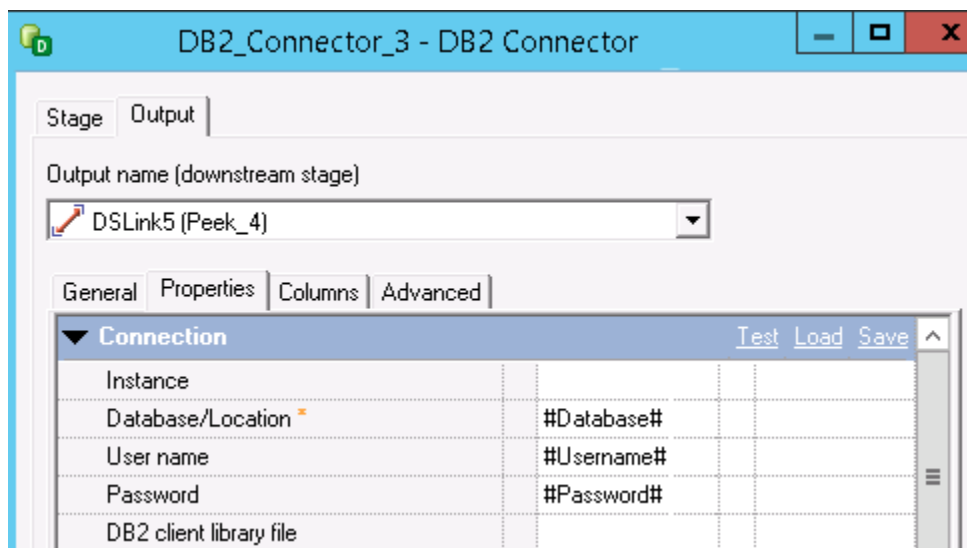 DB2_Connector_3 - DB2 Connector
Stage Output
Output name (downstream stage)
DSLink5 (Peek_4)
General Properties Columns Advanced
Connection Test Load Save
Instance
Database/Location * #Database#
User name #Username#
Password #Password#
DB2 client library file